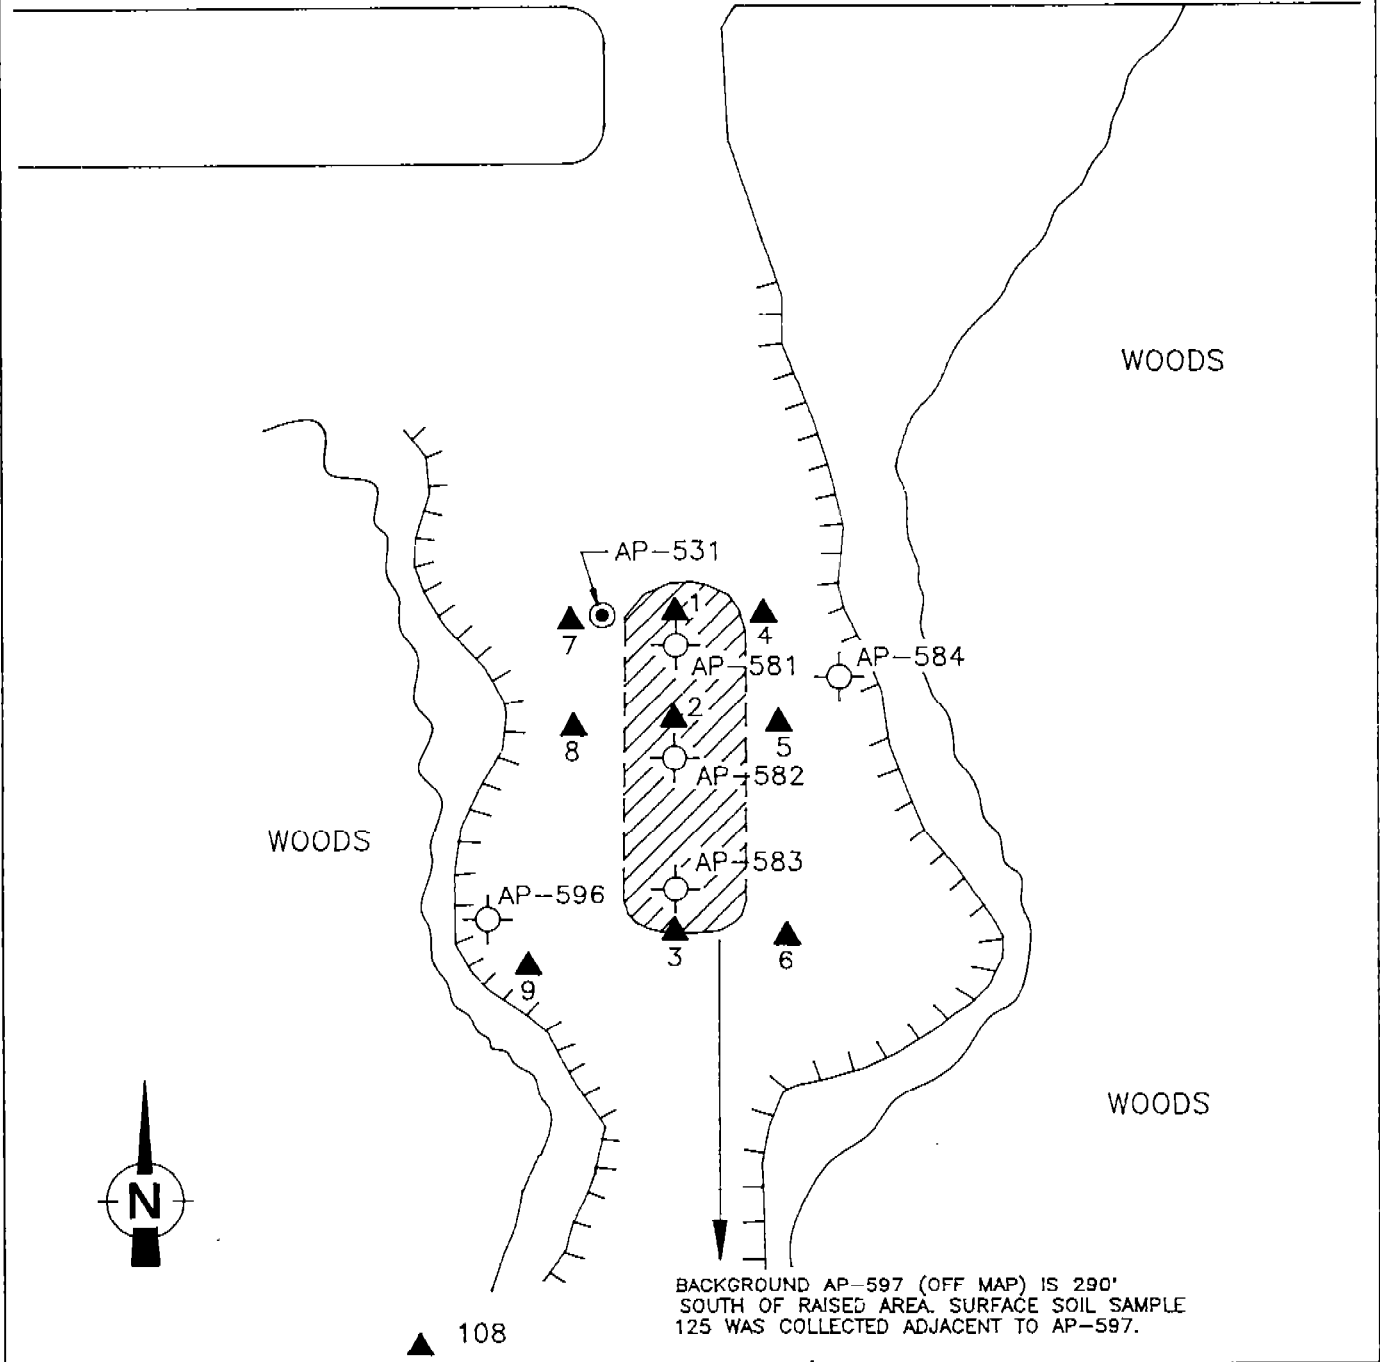 WOODS
AP-531
1
4
7
AP-581
AP-584
2
5
8
AP-582
WOODS
AP-583
AP-596
3
6
9
WOODS
N
BACKGROUND AP-597 (OFF MAP) IS 290'
SOUTH OF RAISED AREA. SURFACE SOIL SAMPLE
125 WAS COLLECTED ADJACENT TO AP-597.
108